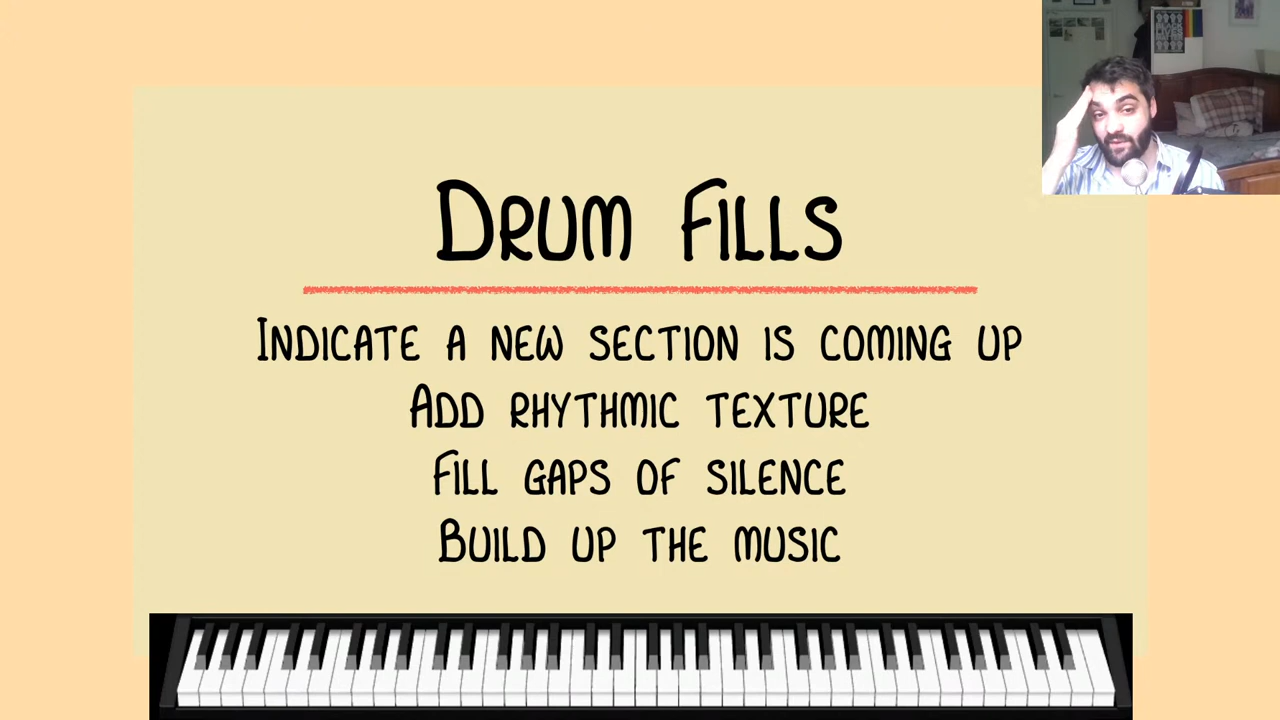 Drum Fills
Indicate a new section is coming up
Add rhythmic texture
Fill gaps of silence
Build up the music